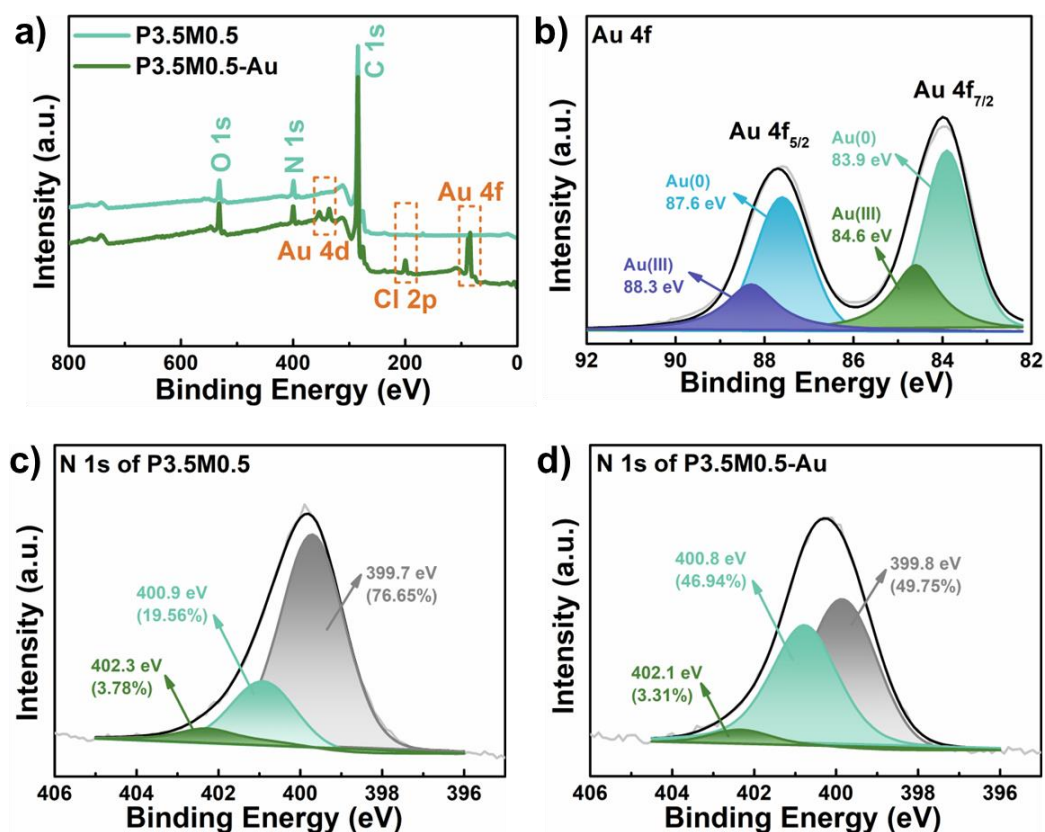 a)
P3.5M0.5
P3.5M0.5-Au
O 1s
N 1s
C 1s
Au 4d
Cl 2p
Au 4f
Intensity (a.u.)
800 600 400 200 0
Binding Energy (eV)
b)
Au 4f
Au 4f5/2
Au 4f7/2
Au(0)
87.6 eV
Au(III)
88.3 eV
Au(0)
83.9 eV
Au(III)
84.6 eV
Intensity (a.u.)
92 90 88 86 84 82
Binding Energy (eV)
c)
N 1s of P3.5M0.5
399.7 eV
(76.65%)
400.9 eV
(19.56%)
402.3 eV
(3.78%)
Intensity (a.u.)
406 404 402 400 398 396
Binding Energy (eV)
d)
N 1s of P3.5M0.5-Au
400.8 eV
(46.94%)
399.8 eV
(49.75%)
402.1 eV
(3.31%)
Intensity (a.u.)
406 404 402 400 398 396
Binding Energy (eV)